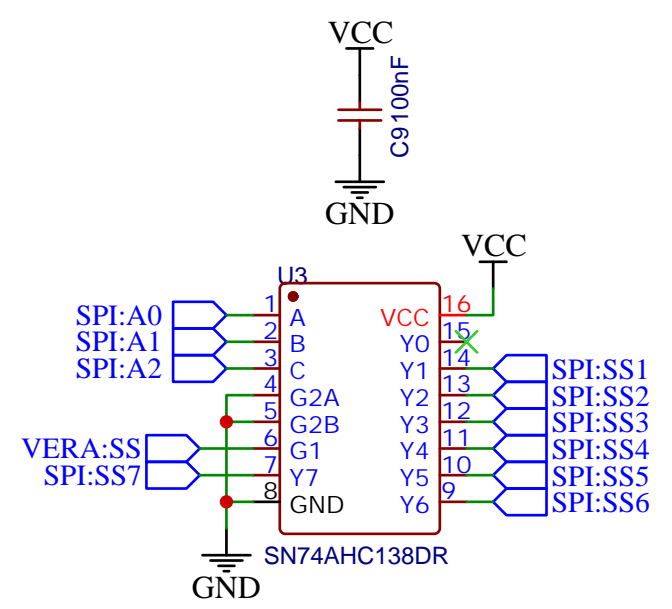 VCC
C9 100nF
GND
VCC
U3
SPI:A0 1 A VCC 16
SPI:A1 2 B Y0 15
SPI:A2 3 C Y1 14 SPI:SS1
4 G2A Y2 13 SPI:SS2
5 G2B Y3 12 SPI:SS3
VERA:SS 6 G1 Y4 11 SPI:SS4
SPI:SS7 7 Y7 Y5 10 SPI:SS5
8 GND Y6 9 SPI:SS6
SN74AHC138DR
GND